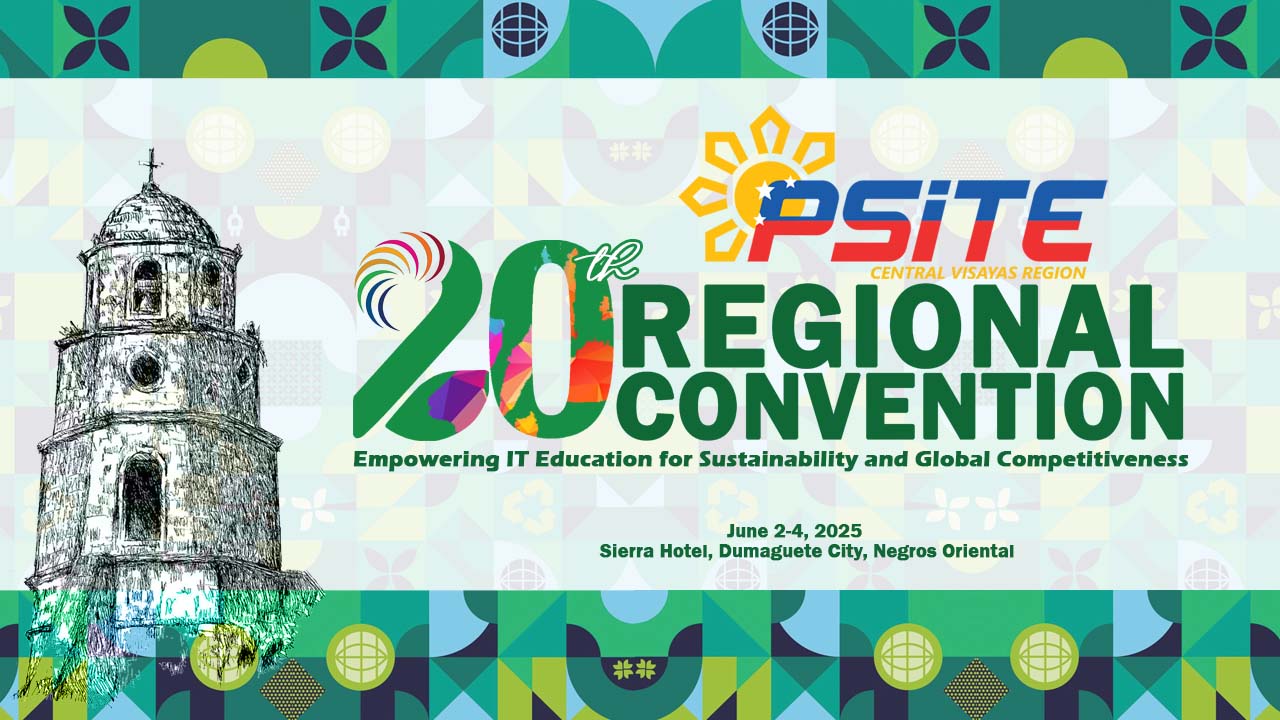 PSiTE
CENTRAL VISAYAS REGION
20th REGIONAL
CONVENTION
Empowering IT Education for Sustainability and Global Competitiveness
June 2-4, 2025
Sierra Hotel, Dumaguete City, Negros Oriental